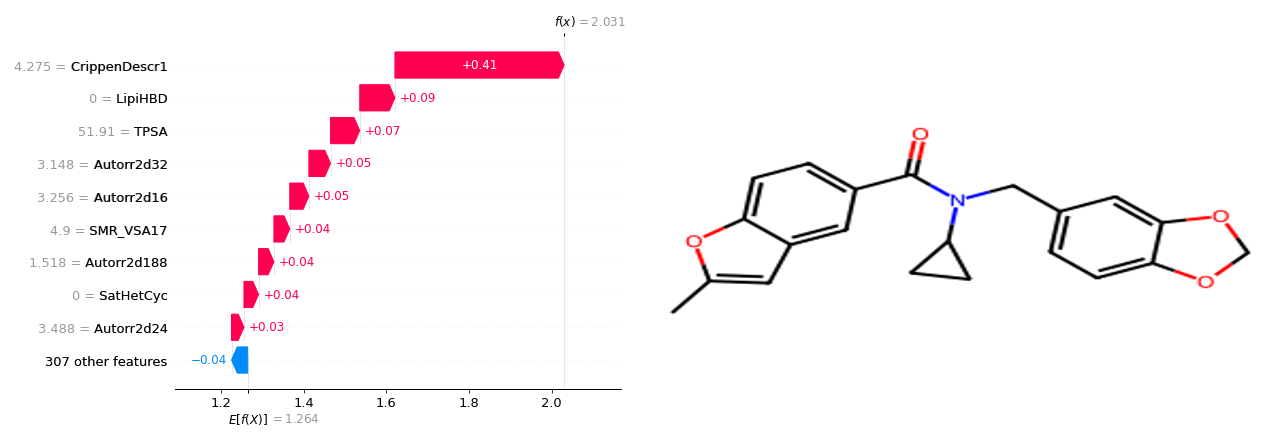 f(x) = 2.031
4.275 = CrippenDescr1
+0.41
0 = LipiHBD
+0.09
51.91 = TPSA
+0.07
3.148 = Autorr2d32
+0.05
3.256 = Autorr2d16
+0.05
4.9 = SMR_VSA17
+0.04
1.518 = Autorr2d188
+0.04
0 = SatHetCyc
+0.04
3.488 = Autorr2d24
+0.03
307 other features
−0.04
1.2 1.4 1.6 1.8 2.0
E[f(X)] = 1.264
O
N
O
O
O